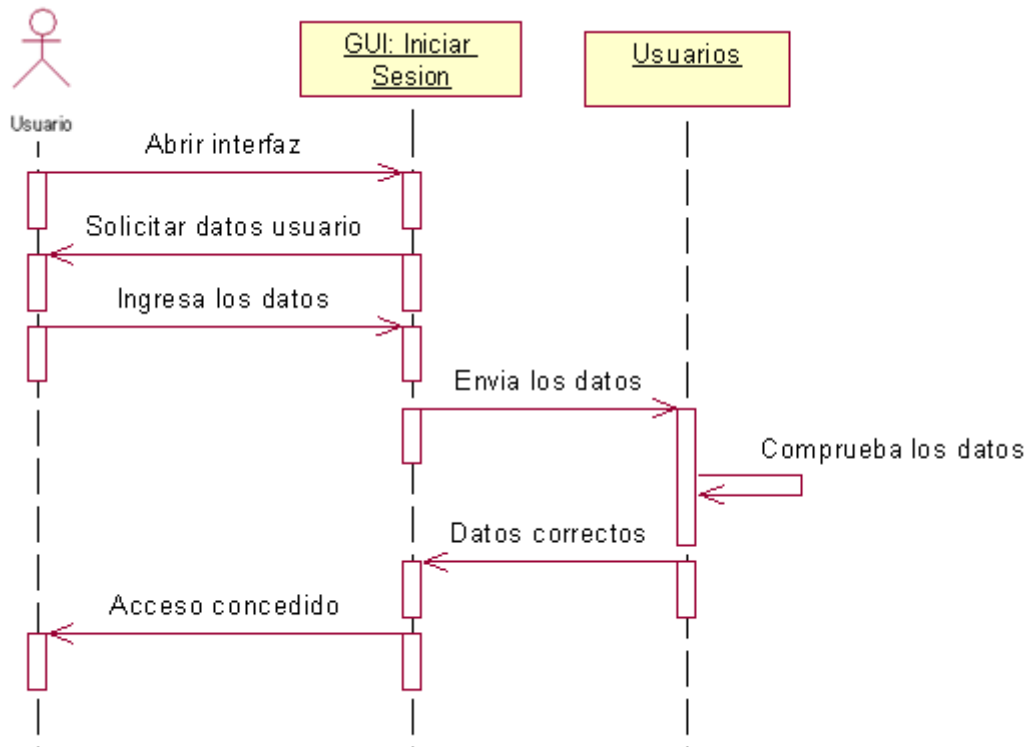 GUI: Iniciar
Sesion
Usuarios
Usuario
Abrir interfaz
Solicitar datos usuario
Ingresa los datos
Envia los datos
Comprueba los datos
Datos correctos
Acceso concedido